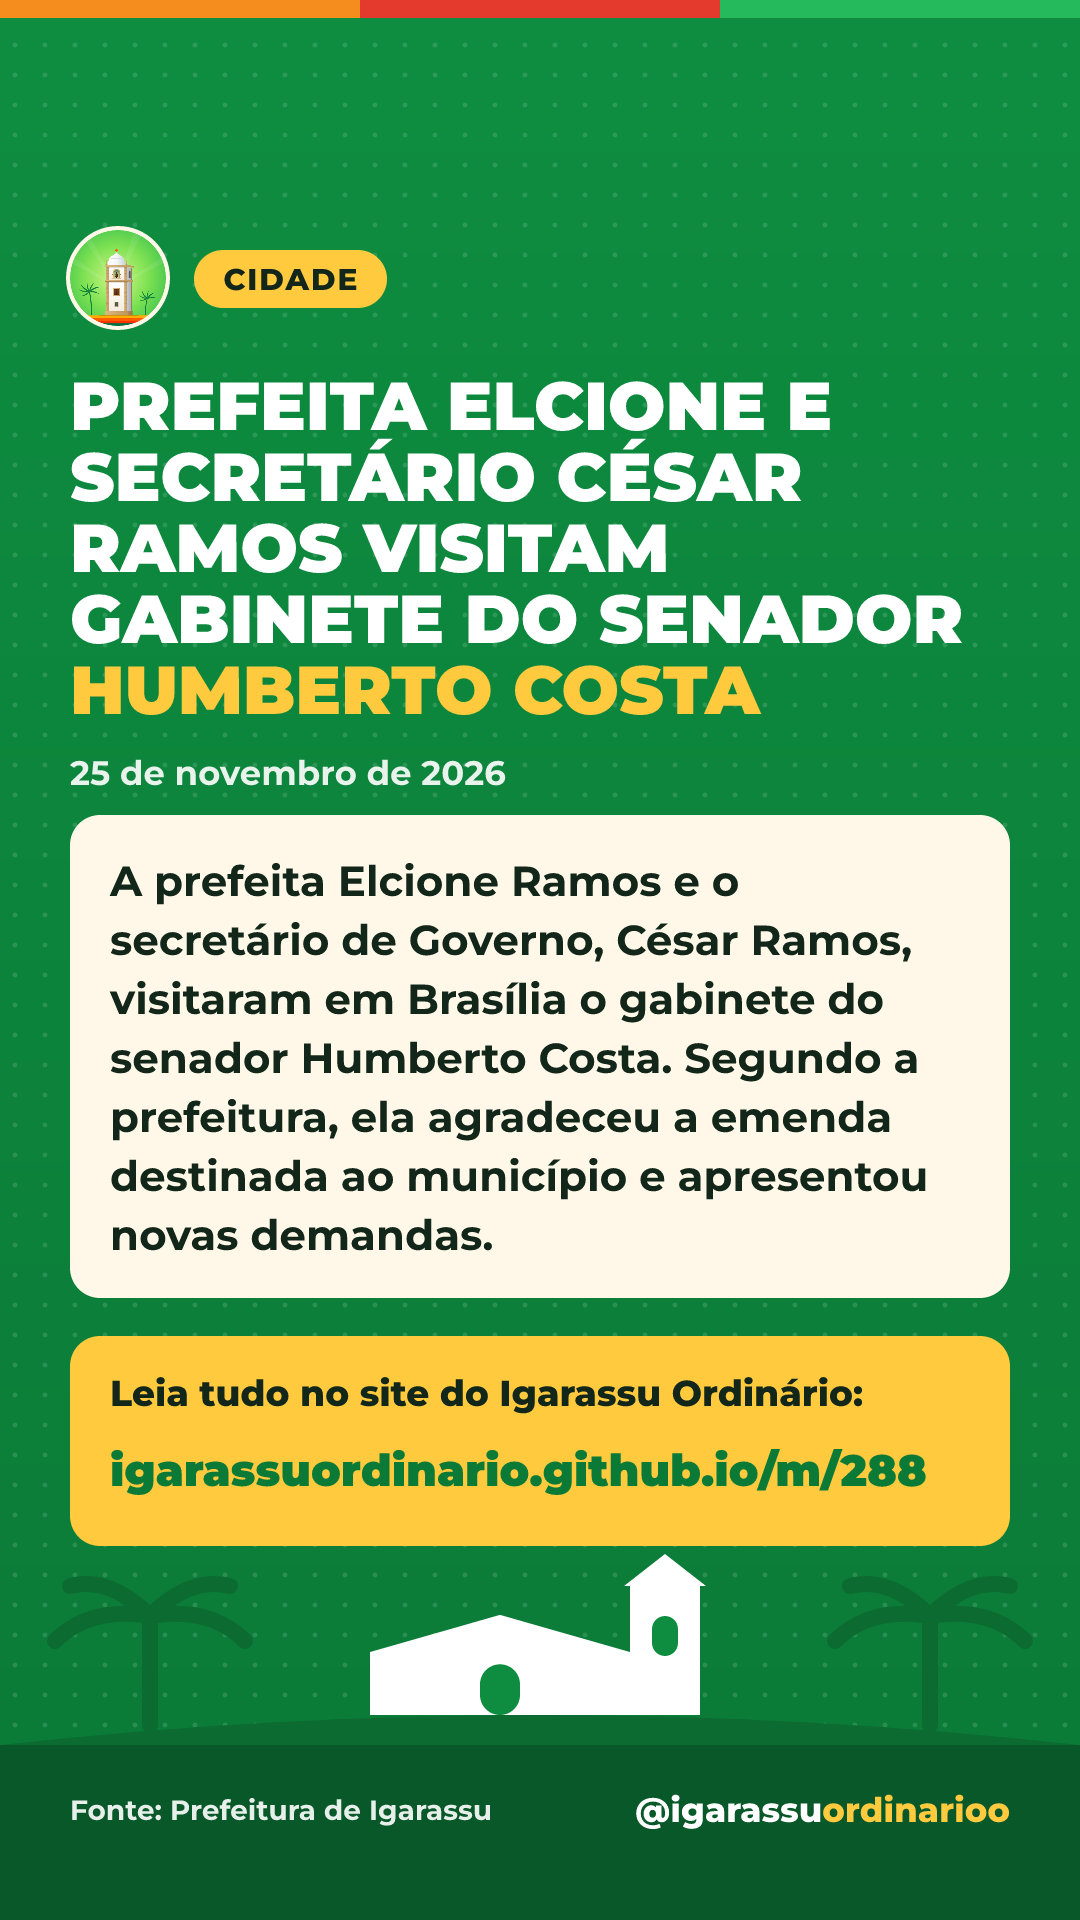 CIDADE
PREFEITA ELCIONE E
SECRETÁRIO CÉSAR
RAMOS VISITAM
GABINETE DO SENADOR
HUMBERTO COSTA
25 de novembro de 2026
A prefeita Elcione Ramos e o
secretário de Governo, César Ramos,
visitaram em Brasília o gabinete do
senador Humberto Costa. Segundo a
prefeitura, ela agradeceu a emenda
destinada ao município e apresentou
novas demandas.
Leia tudo no site do Igarassu Ordinário:
igarassuordinario.github.io/m/288
Fonte: Prefeitura de Igarassu
@igarassuordinarioo